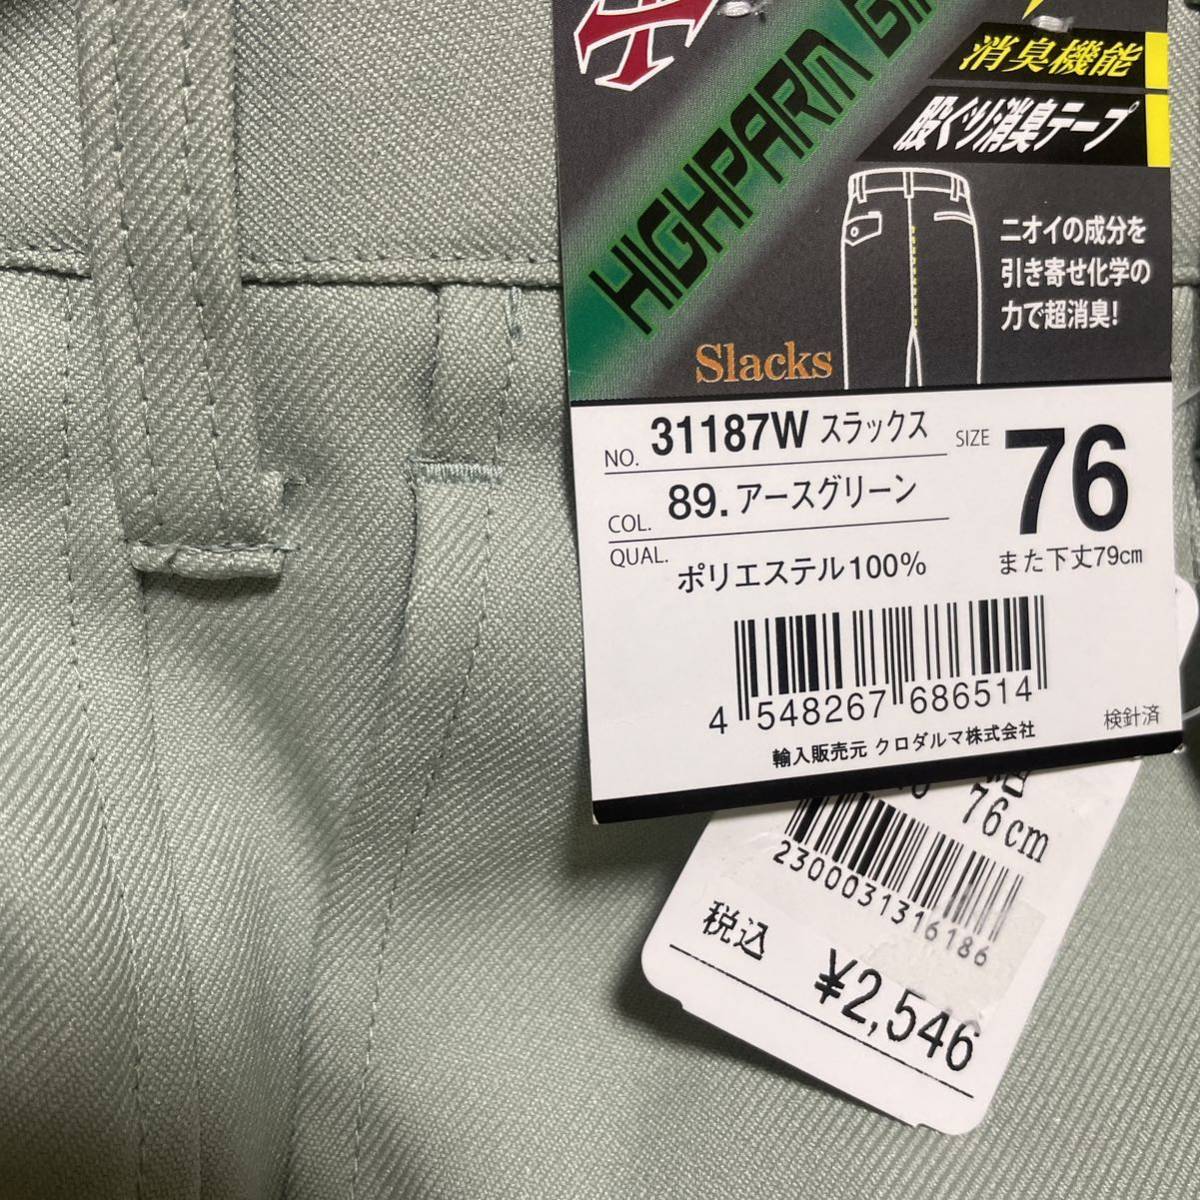 HIGHPARM
消臭機能
股ぐり消臭テープ
ニオイの成分を
引き寄せ化学の
力で超消臭!
Slacks
NO. 31187W スラックス
COL. 89.アースグリーン
QUAL. ポリエステル100%
SIZE 76
また下丈79cm
4 548267 686514
検針済
輸入販売元 クロダルマ株式会社
76cm
2300031316186
税込 ¥2,546